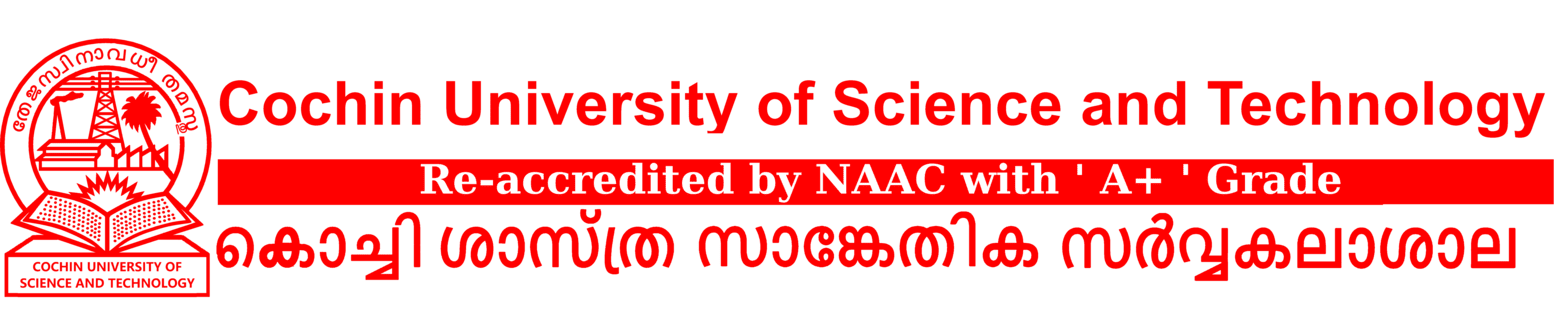 തേജസ്വിനാവധീതമസ്തു
Cochin University of Science and Technology
Re-accredited by NAAC with ' A+ ' Grade
കൊച്ചി ശാസ്ത്ര സാങ്കേതിക സർവ്വകലാശാല
COCHIN UNIVERSITY OF
SCIENCE AND TECHNOLOGY